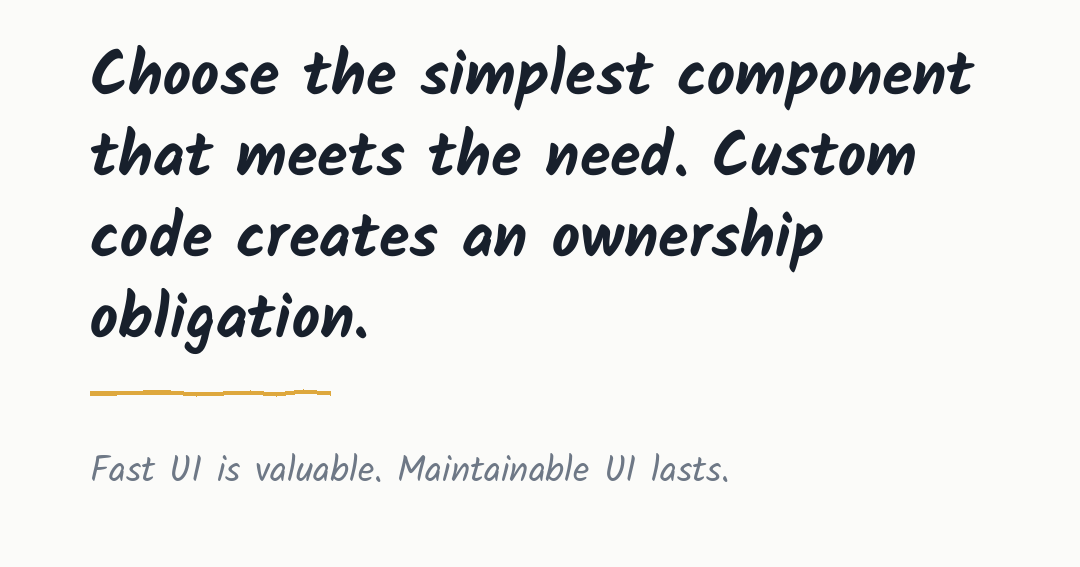 Choose the simplest component
that meets the need. Custom
code creates an ownership
obligation.
Fast UI is valuable. Maintainable UI lasts.